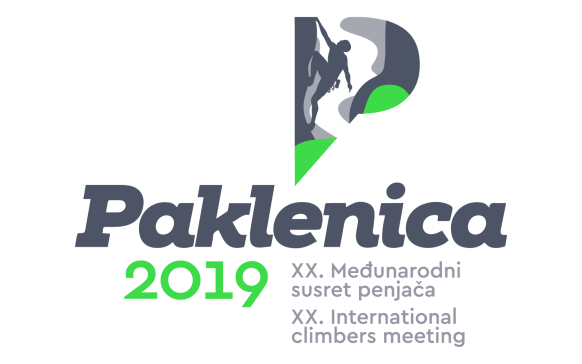 P
Paklenica
2019
XX. Međunarodni
susret penjača
XX. International
climbers meeting